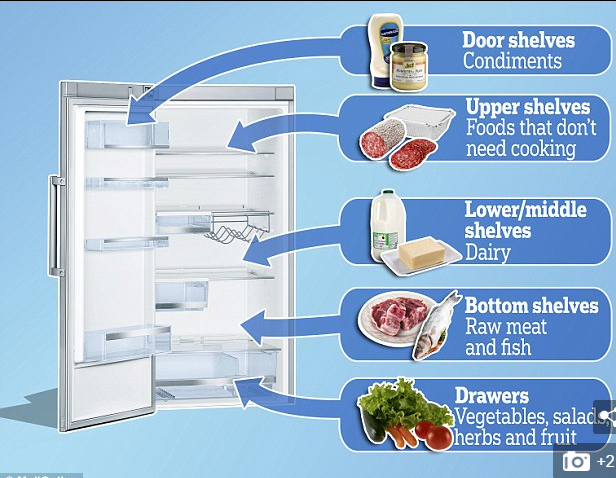 Door shelves
Condiments
Upper shelves
Foods that don't
need cooking
Lower/middle
shelves
Dairy
Bottom shelves
Raw meat
and fish
Drawers
Vegetables, salads,
herbs and fruit
+2